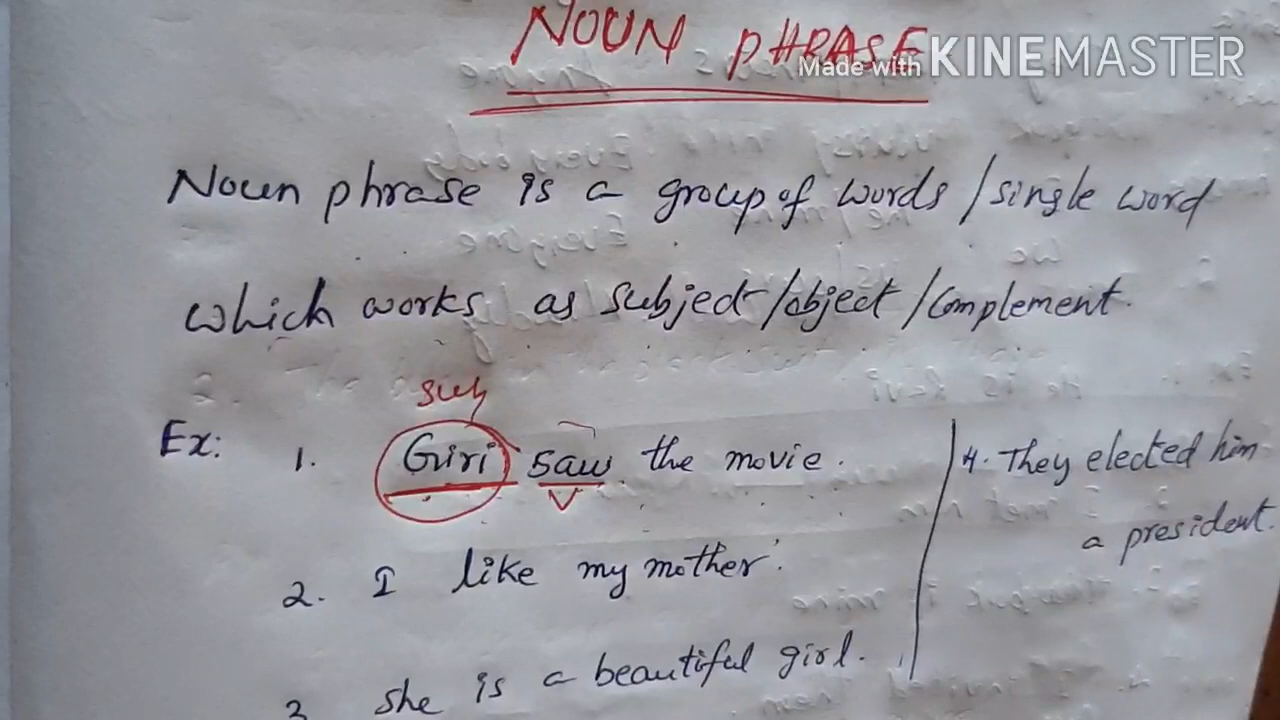 NOUN PHRASE
Made with KINEMASTER
Noun phrase is a group of words / single word
which works as subject / object / complement.
sub
Ex: 1. Giri saw the movie.
V
2. I like my mother.
3 she is a beautiful girl.
4. They elected him
a president.